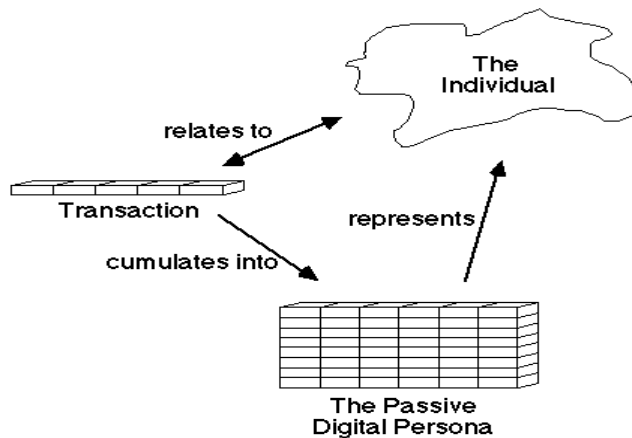 The
Individual
relates to
Transaction
represents
cumulates into
The Passive
Digital Persona